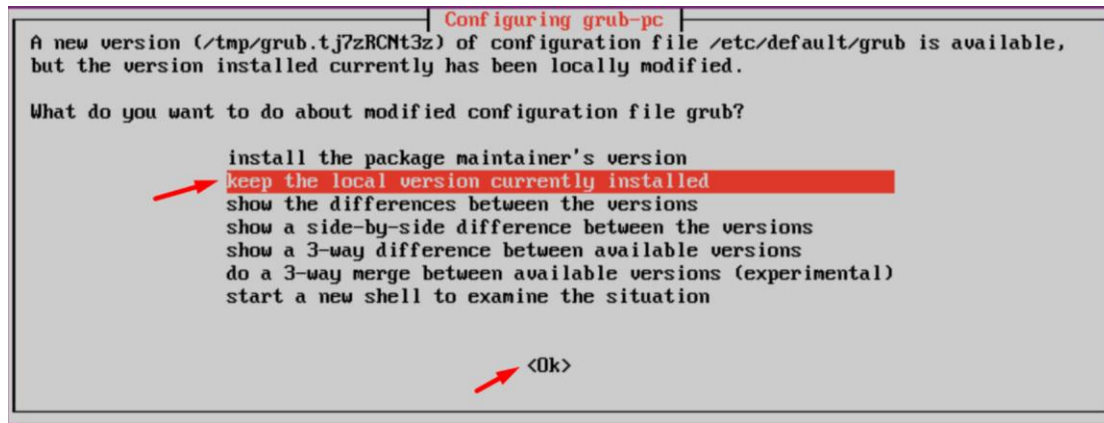 Configuring grub-pc
A new version (/tmp/grub.tj7zRCNt3z) of configuration file /etc/default/grub is available,
but the version installed currently has been locally modified.
What do you want to do about modified configuration file grub?
install the package maintainer's version
keep the local version currently installed
show the differences between the versions
show a side-by-side difference between the versions
show a 3-way difference between available versions
do a 3-way merge between available versions (experimental)
start a new shell to examine the situation
<Ok>